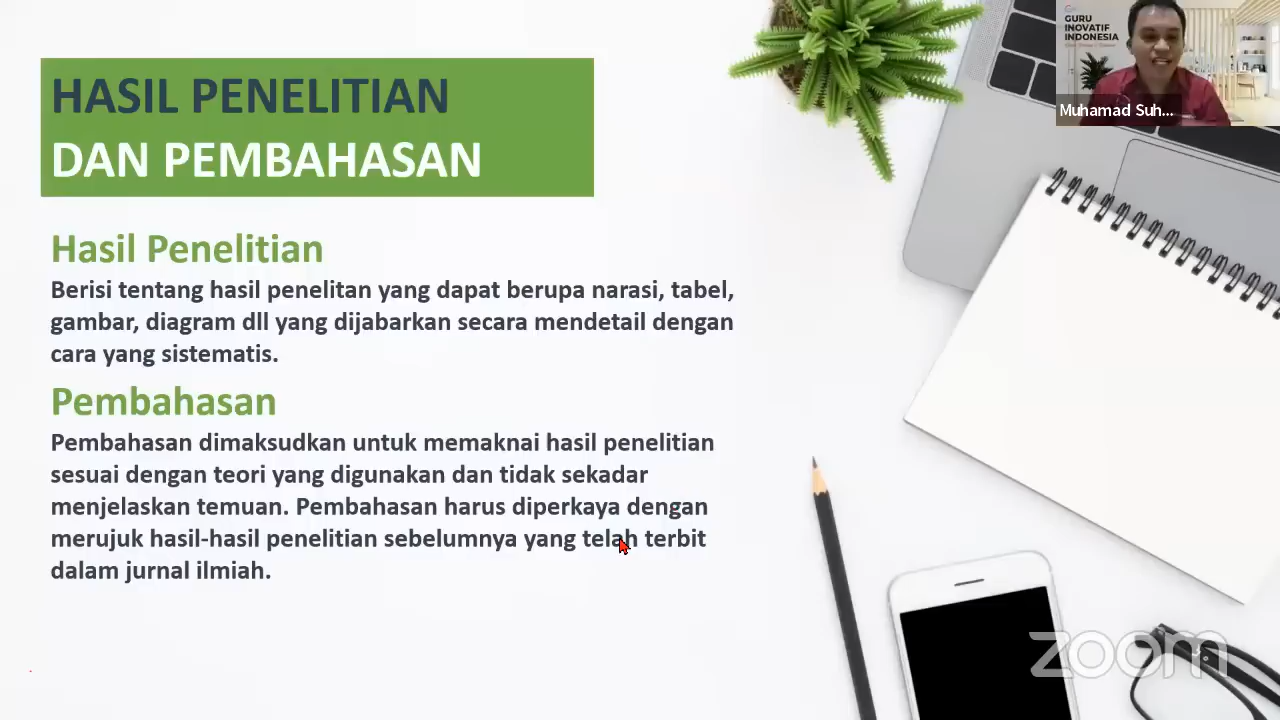 HASIL PENELITIAN
DAN PEMBAHASAN
Hasil Penelitian
Berisi tentang hasil penelitan yang dapat berupa narasi, tabel,
gambar, diagram dll yang dijabarkan secara mendetail dengan
cara yang sistematis.
Pembahasan
Pembahasan dimaksudkan untuk memaknai hasil penelitian
sesuai dengan teori yang digunakan dan tidak sekadar
menjelaskan temuan. Pembahasan harus diperkaya dengan
merujuk hasil-hasil penelitian sebelumnya yang telah terbit
dalam jurnal ilmiah.
GURU
INOVATIF
INDONESIA
Muhamad Suh...
zoom